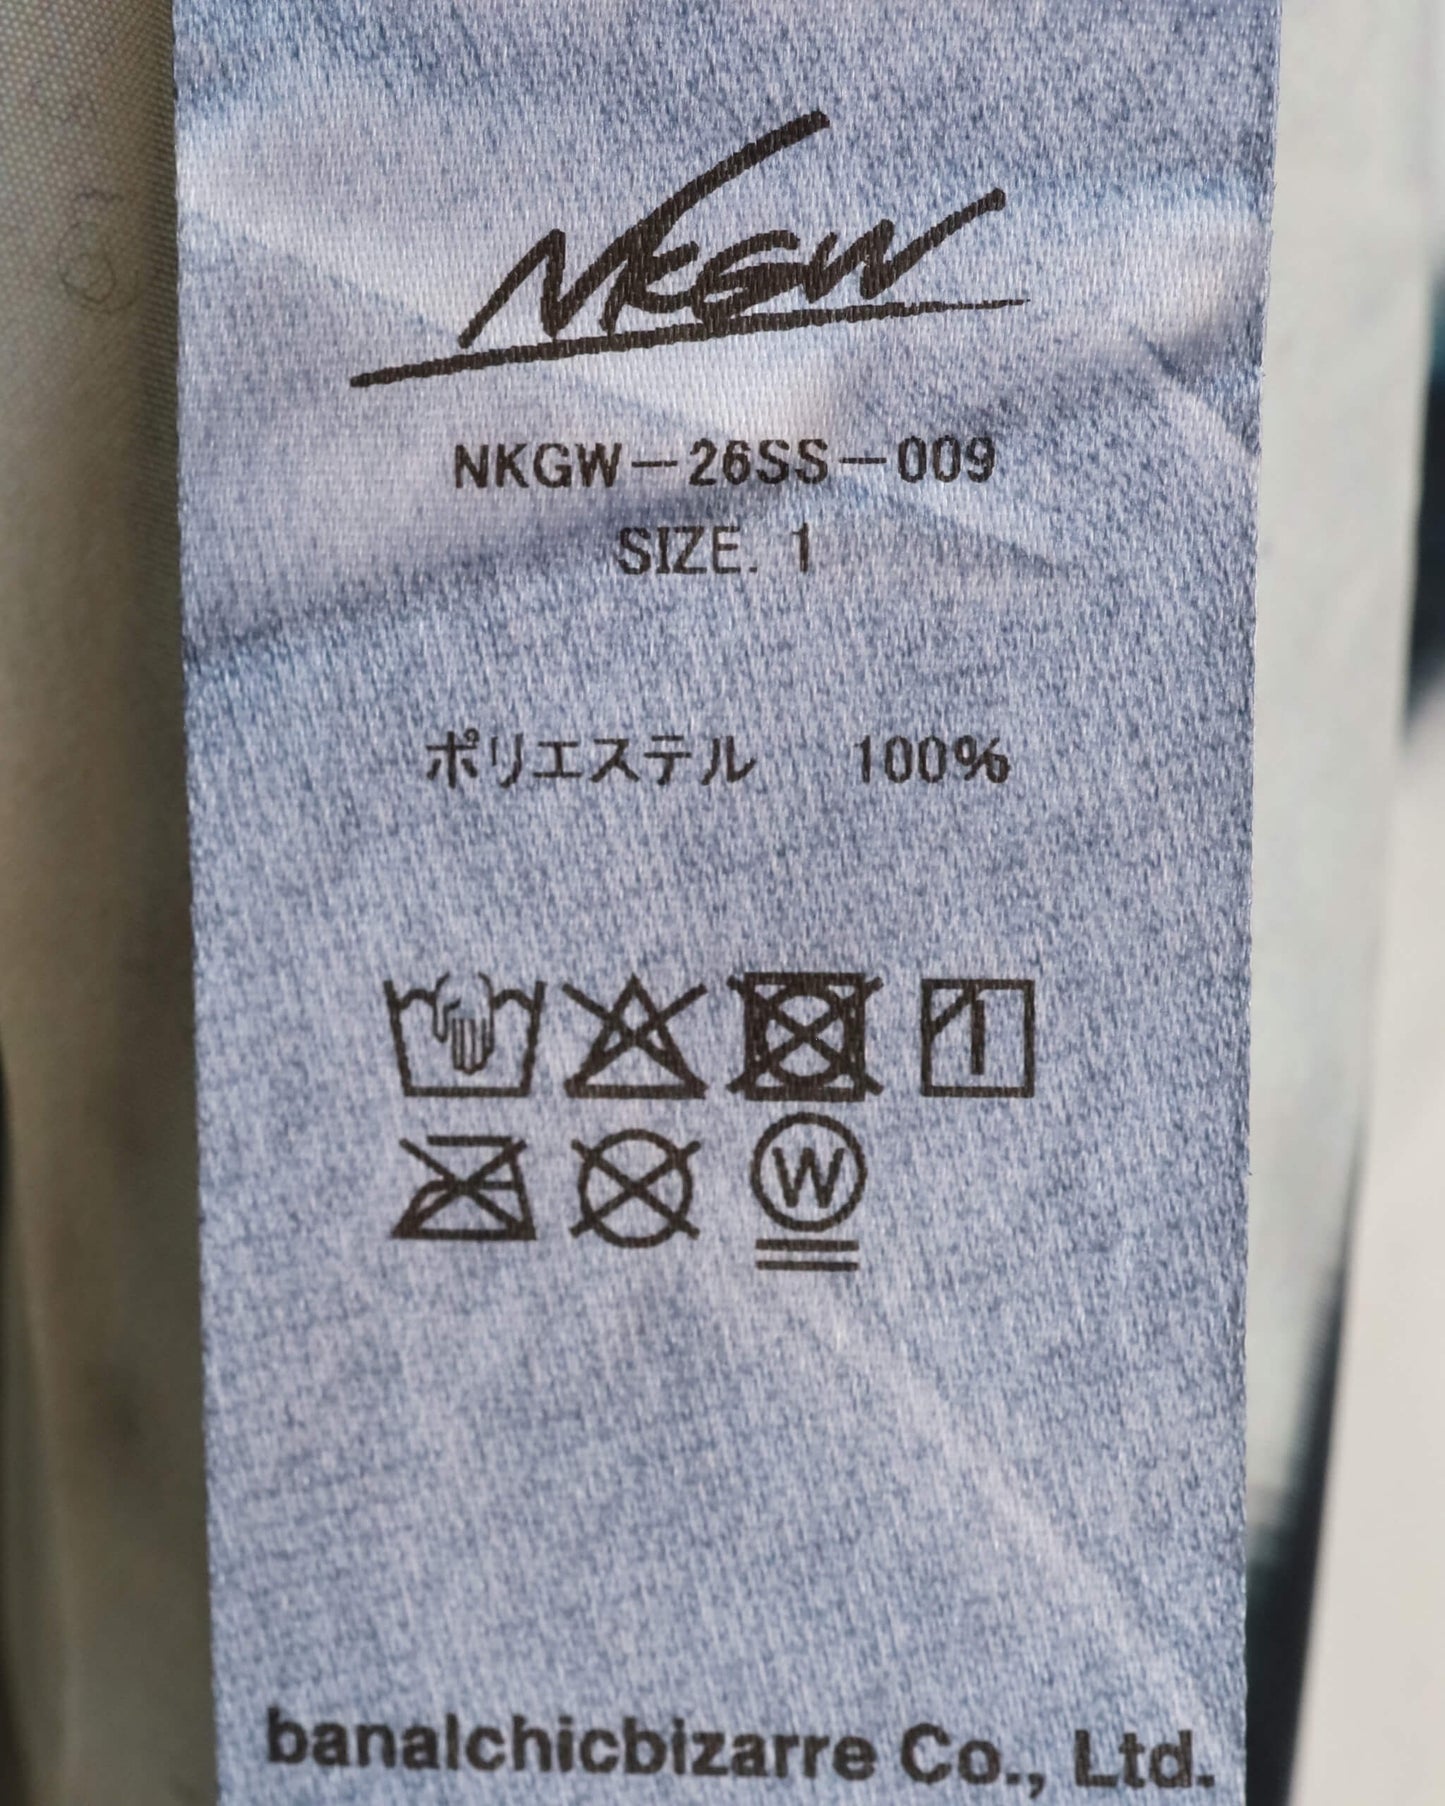 NKGW
NKGW-26SS-009
SIZE. 1
ポリエステル 100%
W
banalchicbizarre Co., Ltd.